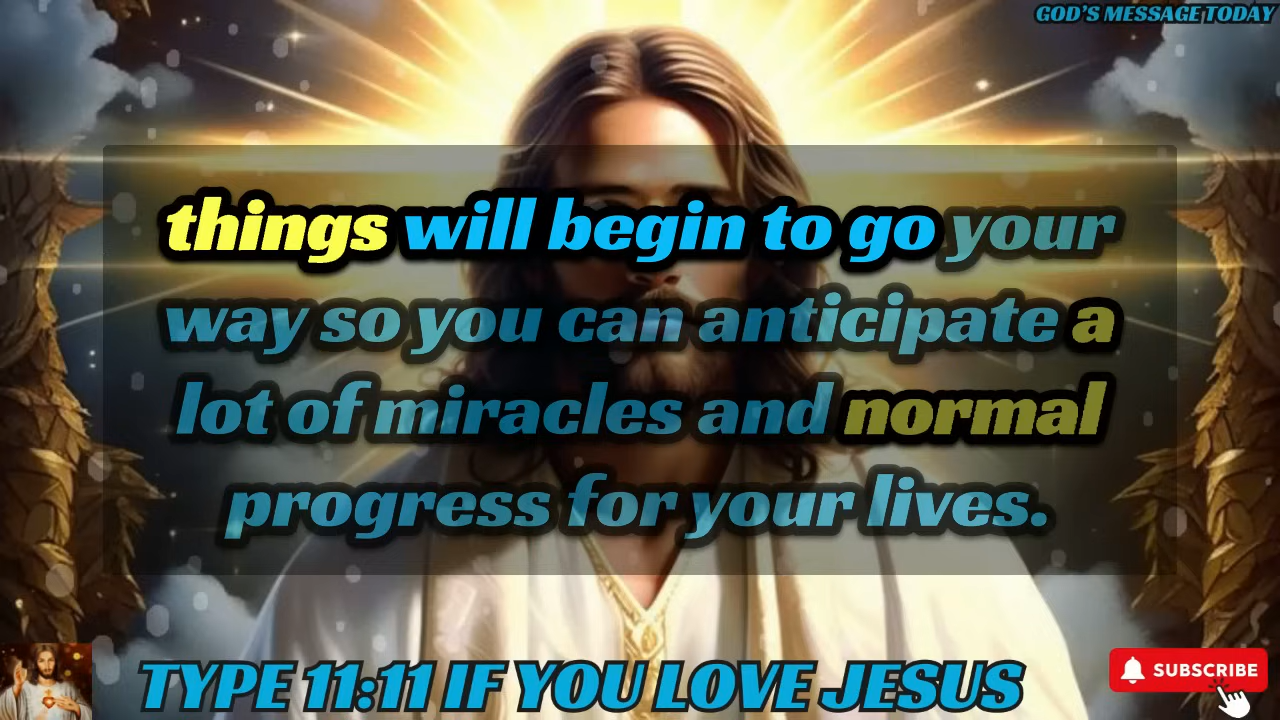 GOD'S MESSAGE TODAY
things will begin to go your
way so you can anticipate a
lot of miracles and normal
progress for your lives.
TYPE 11:11 IF YOU LOVE JESUS
SUBSCRIBE